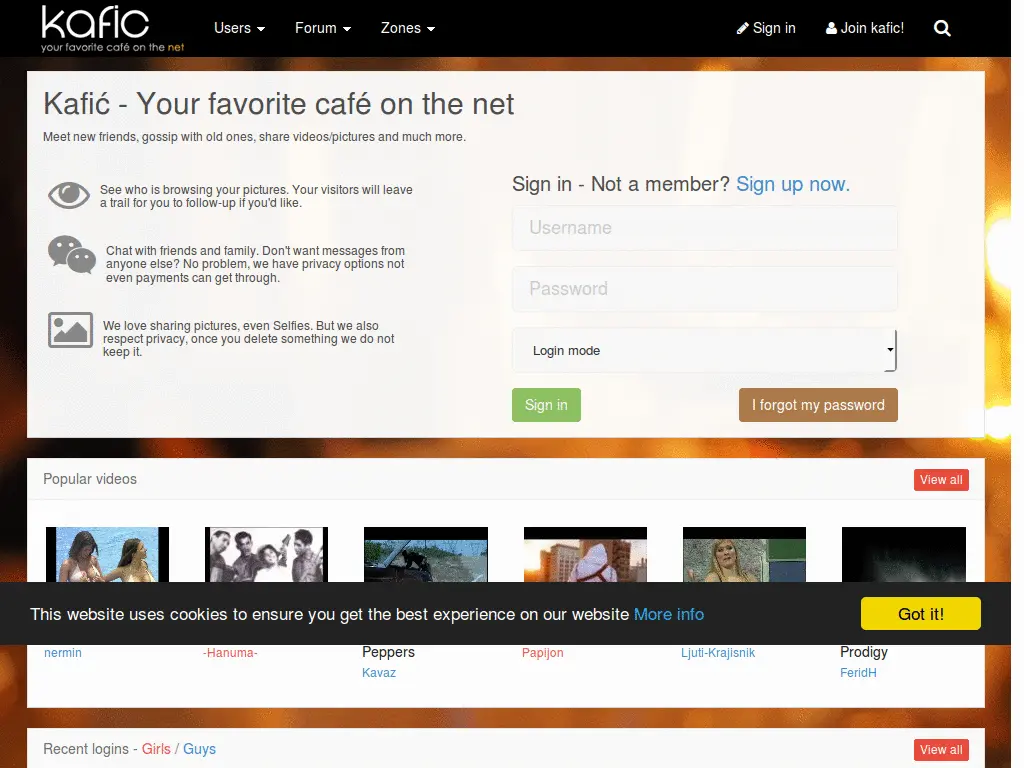 kafic
your favorite café on the net
Users
Forum
Zones
Sign in
Join kafic!
Kafić - Your favorite café on the net
Meet new friends, gossip with old ones, share videos/pictures and much more.
See who is browsing your pictures. Your visitors will leave
a trail for you to follow-up if you'd like.
Chat with friends and family. Don't want messages from
anyone else? No problem, we have privacy options not
even payments can get through.
We love sharing pictures, even Selfies. But we also
respect privacy, once you delete something we do not
keep it.
Sign in - Not a member? Sign up now.
Username
Password
Login mode
Sign in
I forgot my password
Popular videos
View all
This website uses cookies to ensure you get the best experience on our website More info
Got it!
nermin
-Hanuma-
Peppers
Kavaz
Papijon
Ljuti-Krajisnik
Prodigy
FeridH
Recent logins - Girls / Guys
View all